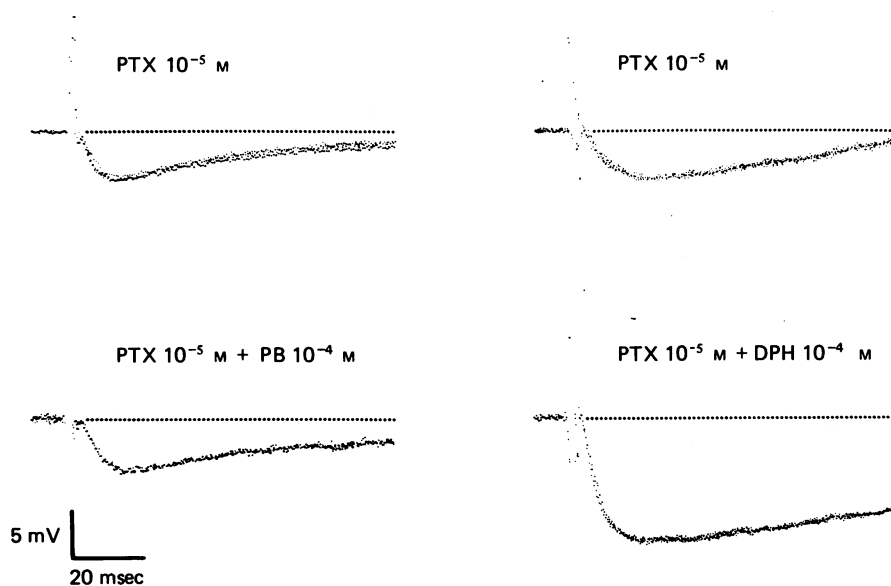 PTX 10⁻⁵ M
PTX 10⁻⁵ M
PTX 10⁻⁵ M + PB 10⁻⁴ M
PTX 10⁻⁵ M + DPH 10⁻⁴ M
5 mV
20 msec